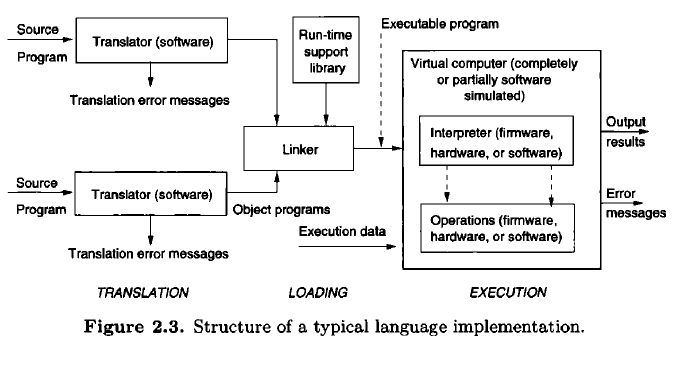 Source
Program
Translator (software)
Translation error messages
Run-time
support
library
Executable program
Virtual computer (completely
or partially software
simulated)
Linker
Interpreter (firmware,
hardware, or software)
Output
results
Source
Program
Translator (software)
Object programs
Translation error messages
Execution data
Operations (firmware,
hardware, or software)
Error
messages
TRANSLATION
LOADING
EXECUTION
Figure 2.3. Structure of a typical language implementation.